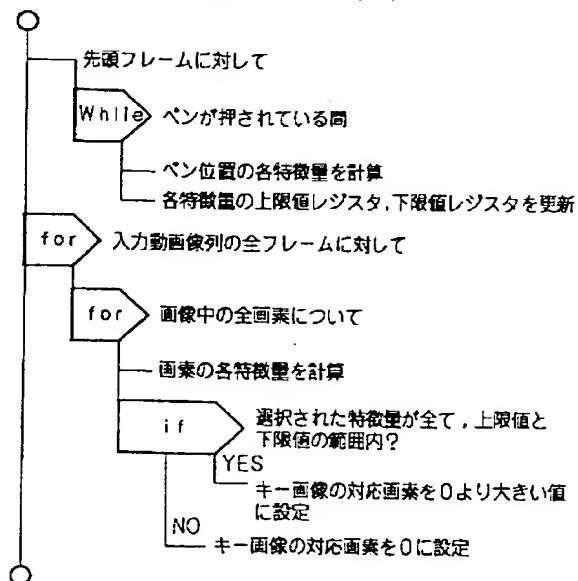 先頭フレームに対して
While ペンが押されている間
ペン位置の各特徴量を計算
各特徴量の上限値レジスタ,下限値レジスタを更新
for 入力動画像列の全フレームに対して
for 画像中の全画素について
画素の各特徴量を計算
if 選択された特徴量が全て,上限値と
下限値の範囲内?
YES
キー画像の対応画素を0より大きい値
に設定
NO
キー画像の対応画素を0に設定